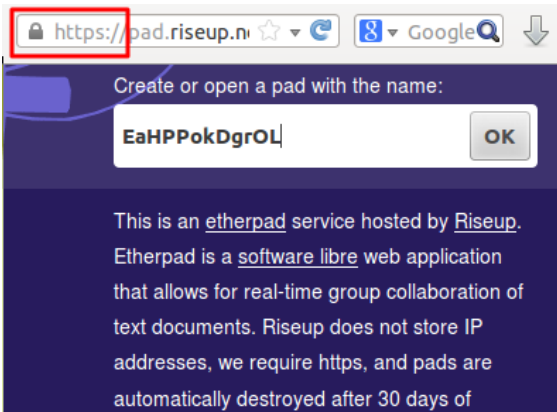 https://pad.riseup.n Google
Create or open a pad with the name:
EaHPPokDgrOL OK
This is an etherpad service hosted by Riseup.
Etherpad is a software libre web application
that allows for real-time group collaboration of
text documents. Riseup does not store IP
addresses, we require https, and pads are
automatically destroyed after 30 days of